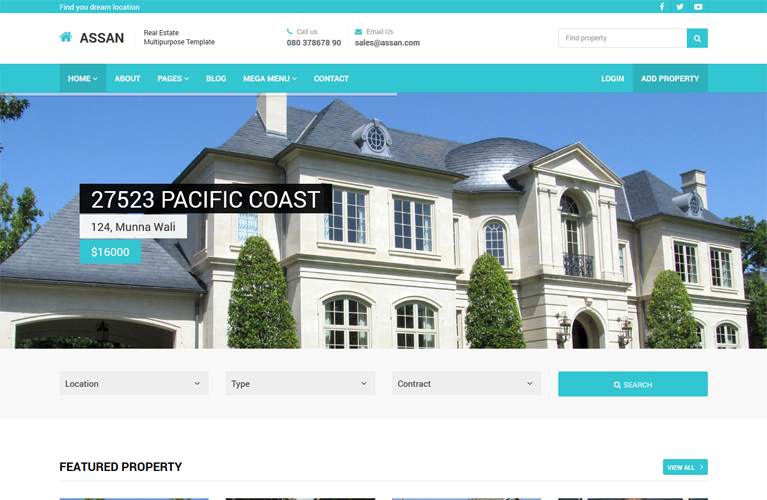 Find you dream location
ASSAN
Real Estate
Multipurpose Template
Call us
080 378678 90
Email Us
sales@assan.com
Find property
HOME
ABOUT
PAGES
BLOG
MEGA MENU
CONTACT
LOGIN
ADD PROPERTY
27523 PACIFIC COAST
124, Munna Wali
$16000
Location
Type
Contract
SEARCH
FEATURED PROPERTY
VIEW ALL